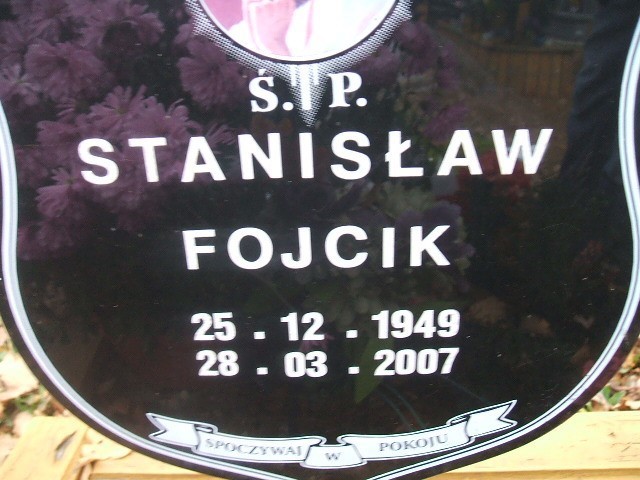 Ś. P.
STANISŁAW
FOJCIK
25 . 12 . 1949
28 . 03 . 2007
SPOCZYWAJ W POKOJU